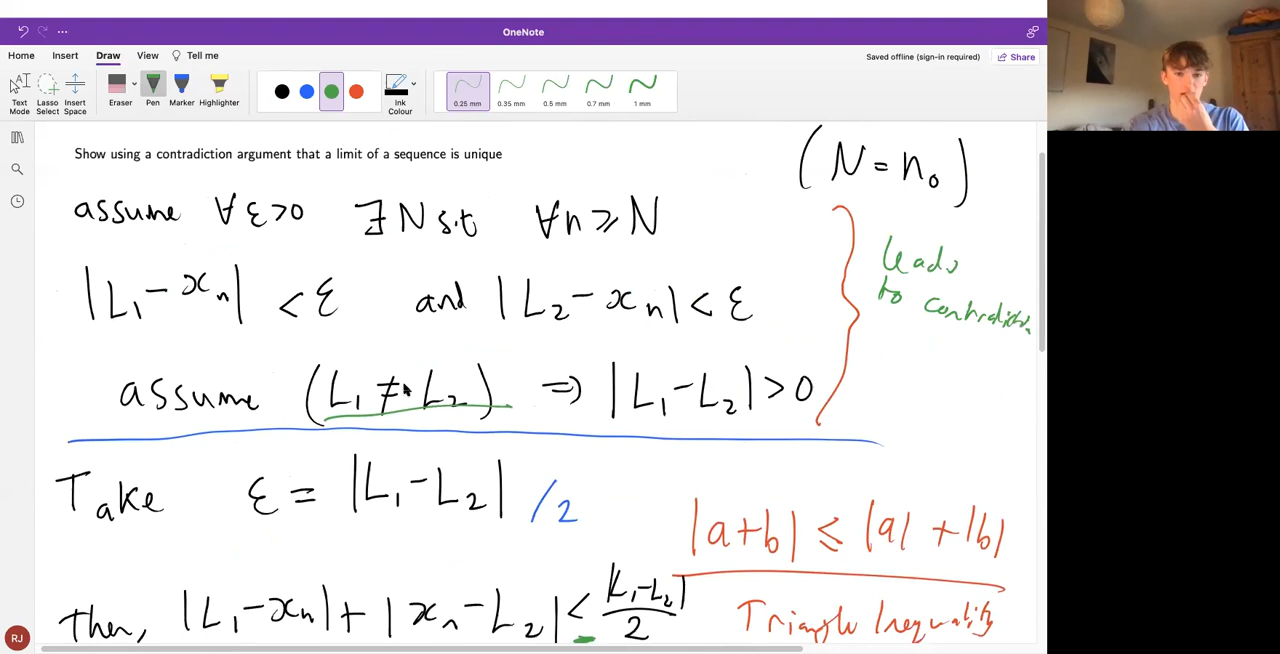 OneNote
Home Insert Draw View Tell me
Saved offline (sign-in required) Share
Text Mode Lasso Select Insert Space Eraser Pen Marker Highlighter Ink Colour 0.25 mm 0.35 mm 0.5 mm 0.7 mm 1 mm
Show using a contradiction argument that a limit of a sequence is unique
(N = n₀)
assume ∀ε>0 ∃N s.t ∀n⩾N
leads
to contradiction
|L₁ - xₙ| < ε and |L₂ - xₙ| < ε
assume (L₁ ≠ L₂) ⇒ |L₁ - L₂| > 0
Take ε = |L₁ - L₂| /2
|a+b| ⩽ |a| + |b|
Triangle Inequality
then, |L₁ - xₙ| + |xₙ - L₂| < |L₁-L₂|/2
RJ